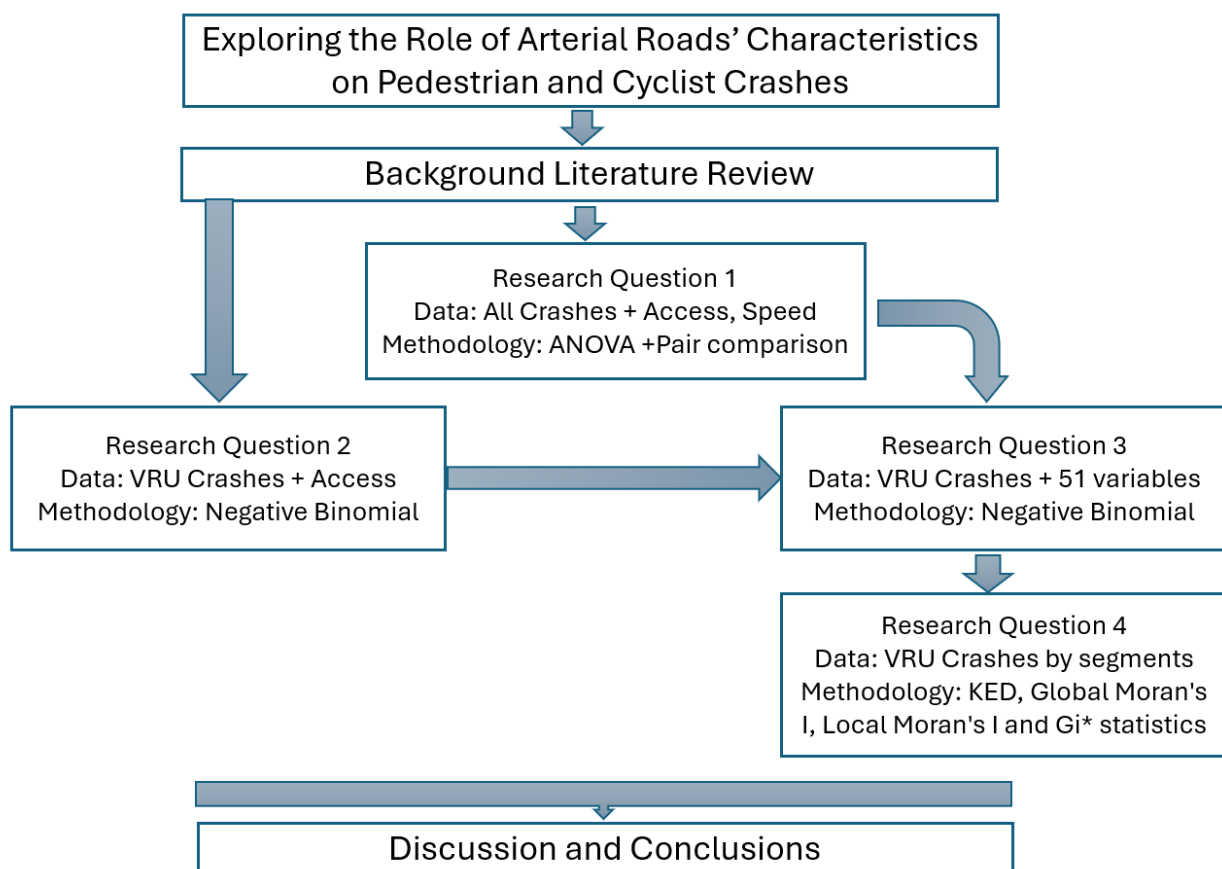 Exploring the Role of Arterial Roads' Characteristics
on Pedestrian and Cyclist Crashes
Background Literature Review
Research Question 1
Data: All Crashes + Access, Speed
Methodology: ANOVA +Pair comparison
Research Question 2
Data: VRU Crashes + Access
Methodology: Negative Binomial
Research Question 3
Data: VRU Crashes + 51 variables
Methodology: Negative Binomial
Research Question 4
Data: VRU Crashes by segments
Methodology: KED, Global Moran's
I, Local Moran's I and Gi* statistics
Discussion and Conclusions